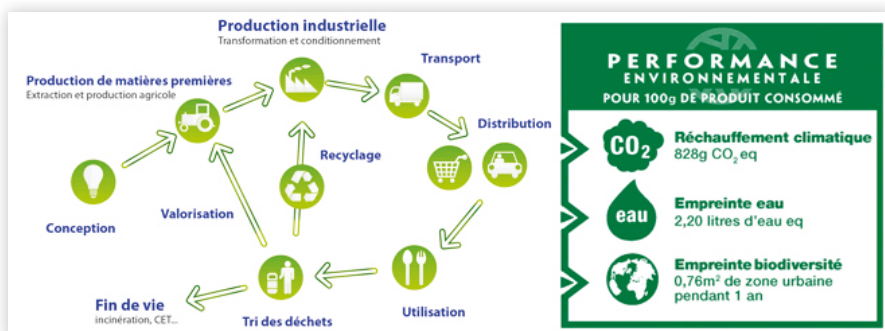 Production industrielle
Transformation et conditionnement
Transport
Production de matières premières
Extraction et production agricole
Distribution
Recyclage
Conception
Valorisation
Utilisation
Tri des déchets
Fin de vie
incinération, CET...
PERFORMANCE
ENVIRONNEMENTALE
POUR 100g DE PRODUIT CONSOMMÉ
CO2
Réchauffement climatique
828g CO2 eq
eau
Empreinte eau
2,20 litres d'eau eq
Empreinte biodiversité
0,76m² de zone urbaine
pendant 1 an